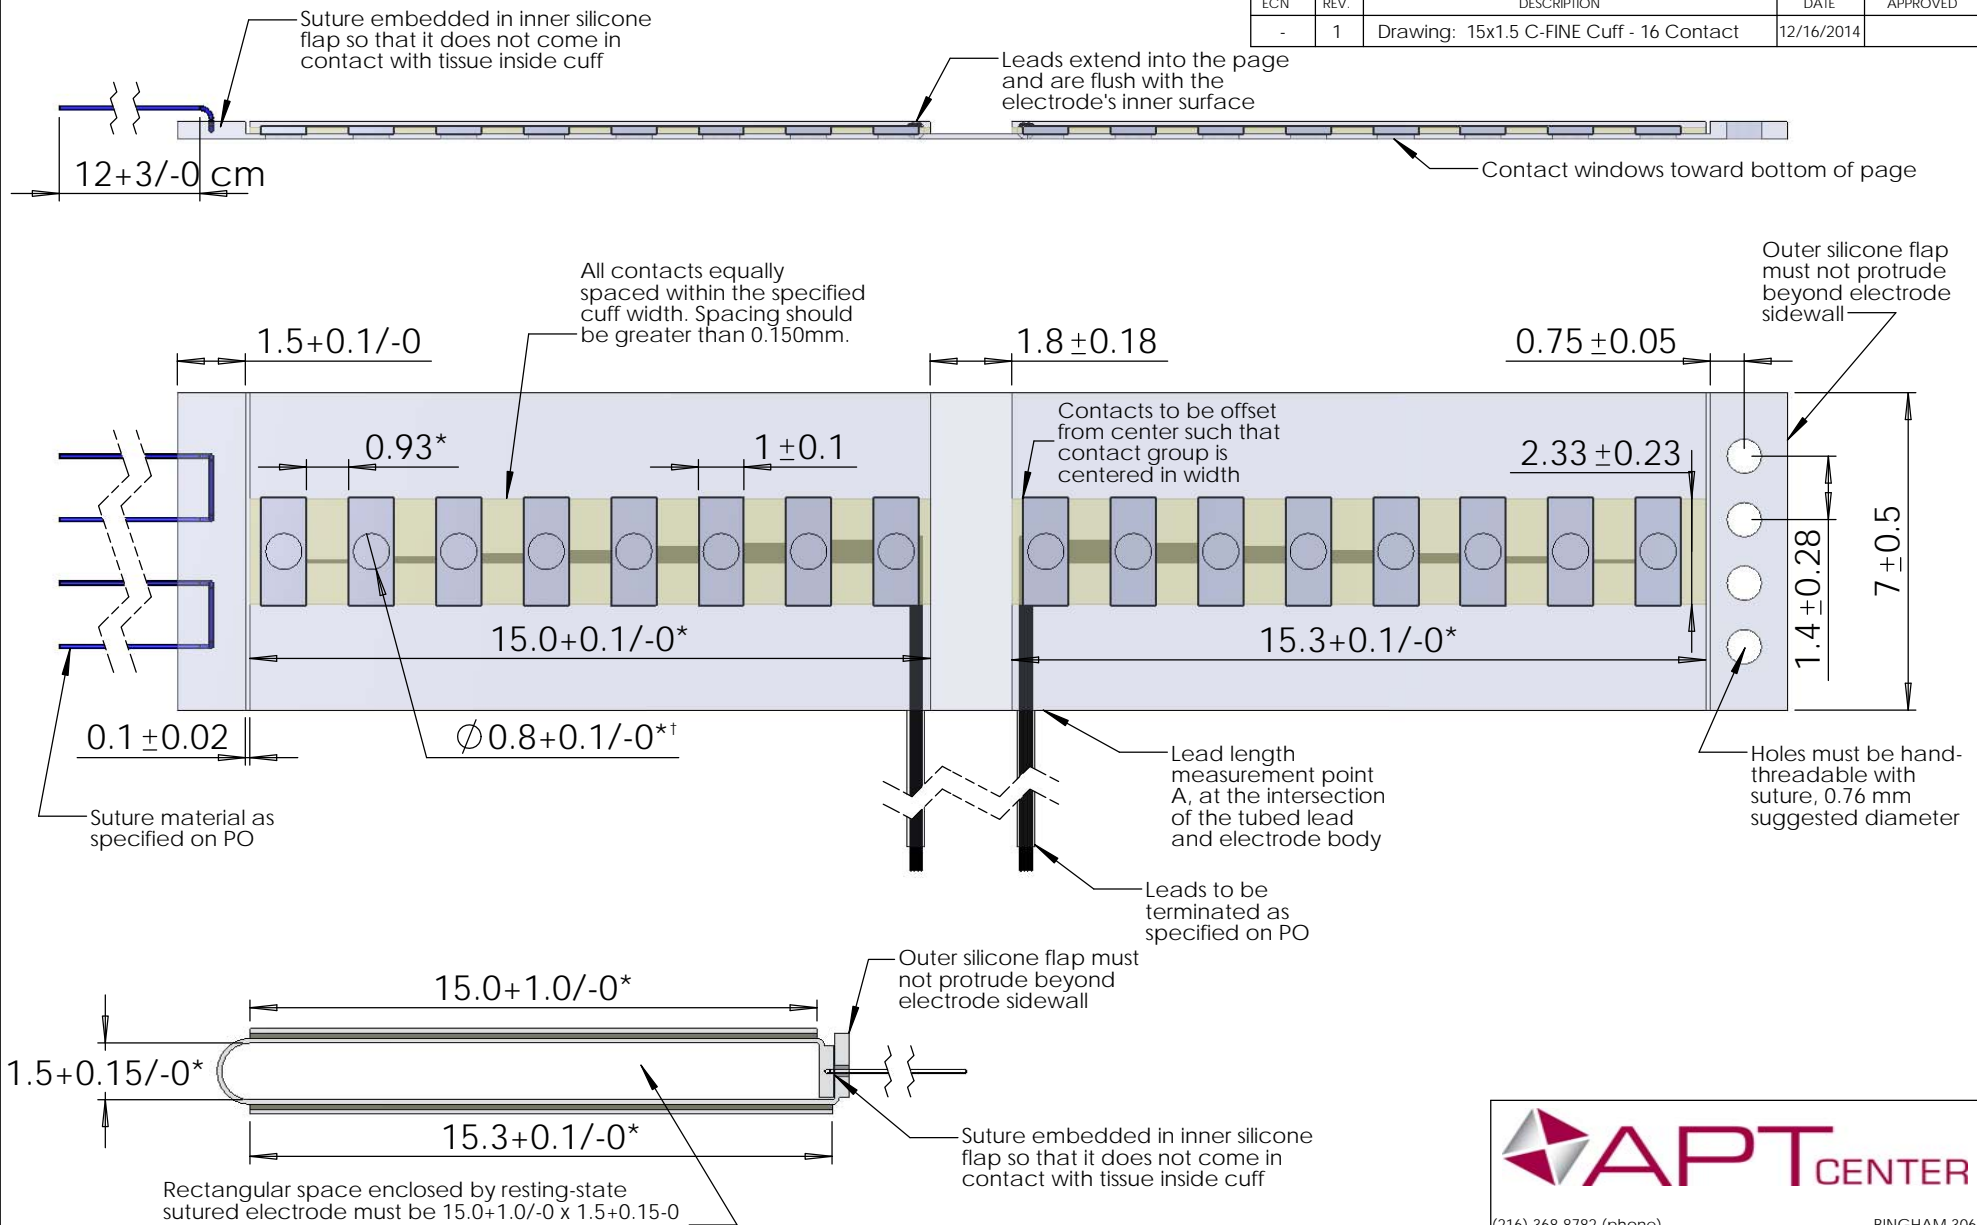 ECN REV. DESCRIPTION DATE APPROVED
- 1 Drawing: 15x1.5 C-FINE Cuff - 16 Contact 12/16/2014
Suture embedded in inner silicone
flap so that it does not come in
contact with tissue inside cuff
Leads extend into the page
and are flush with the
electrode's inner surface
12+3/-0 cm
Contact windows toward bottom of page
All contacts equally
spaced within the specified
cuff width. Spacing should
be greater than 0.150mm.
Outer silicone flap
must not protrude
beyond electrode
sidewall
1.5+0.1/-0
1.8±0.18
0.75±0.05
Contacts to be offset
from center such that
contact group is
centered in width
0.93*
1±0.1
2.33±0.23
1.4±0.28
7±0.5
15.0+0.1/-0*
15.3+0.1/-0*
0.1±0.02
∅0.8+0.1/-0*†
Suture material as
specified on PO
Lead length
measurement point
A, at the intersection
of the tubed lead
and electrode body
Holes must be hand-
threadable with
suture, 0.76 mm
suggested diameter
Leads to be
terminated as
specified on PO
Outer silicone flap must
not protrude beyond
electrode sidewall
15.0+1.0/-0*
1.5+0.15/-0*
15.3+0.1/-0*
Suture embedded in inner silicone
flap so that it does not come in
contact with tissue inside cuff
Rectangular space enclosed by resting-state
sutured electrode must be 15.0+1.0/-0 x 1.5+0.15-0
APT CENTER
(216) 368 8782 (phone) BINGHAM 306